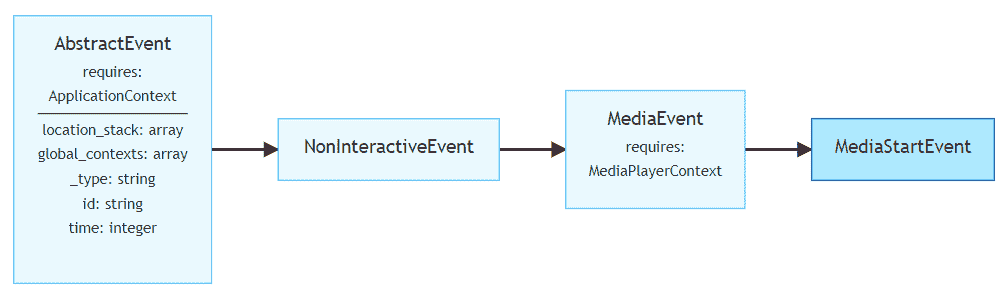 AbstractEvent
requires:
ApplicationContext
location_stack: array
global_contexts: array
_type: string
id: string
time: integer
NonInteractiveEvent
MediaEvent
requires:
MediaPlayerContext
MediaStartEvent